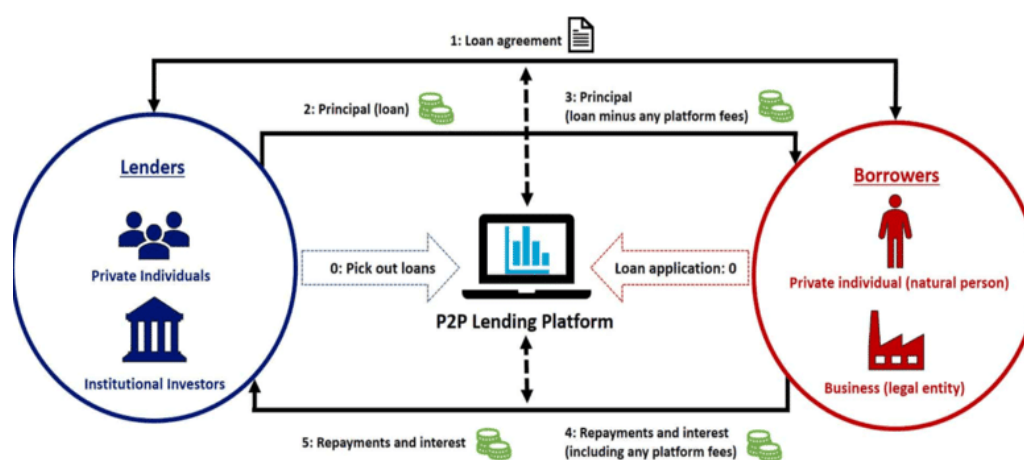 1: Loan agreement
2: Principal (loan)
3: Principal
(loan minus any platform fees)
Lenders
Private Individuals
Institutional Investors
0: Pick out loans
P2P Lending Platform
Loan application: 0
Borrowers
Private individual (natural person)
Business (legal entity)
5: Repayments and interest
4: Repayments and interest
(including any platform fees)